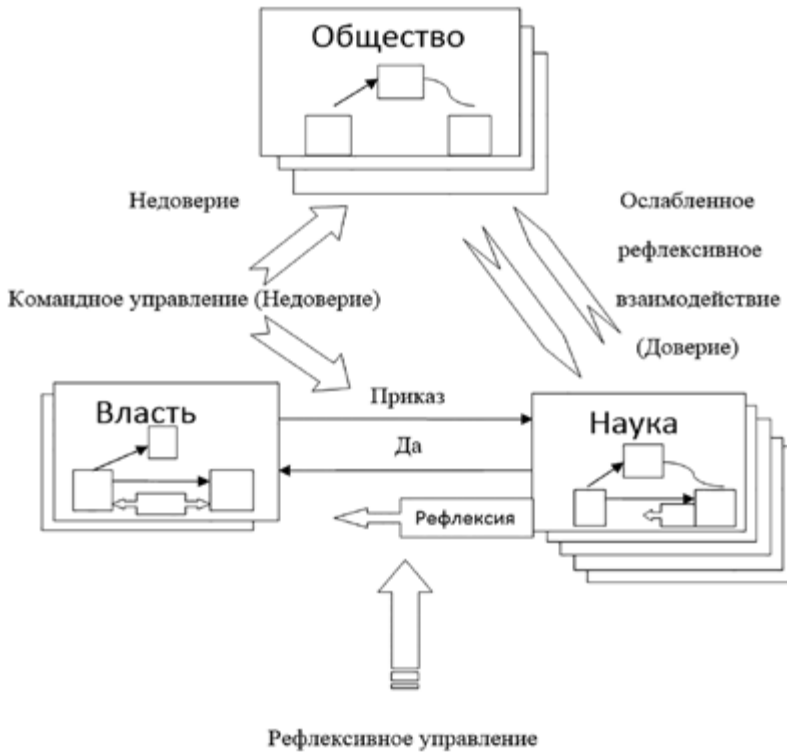 Общество
Недоверие
Ослабленное
рефлексивное
взаимодействие
(Доверие)
Командное управление (Недоверие)
Власть
Приказ
Да
Наука
Рефлексия
Рефлексивное управление